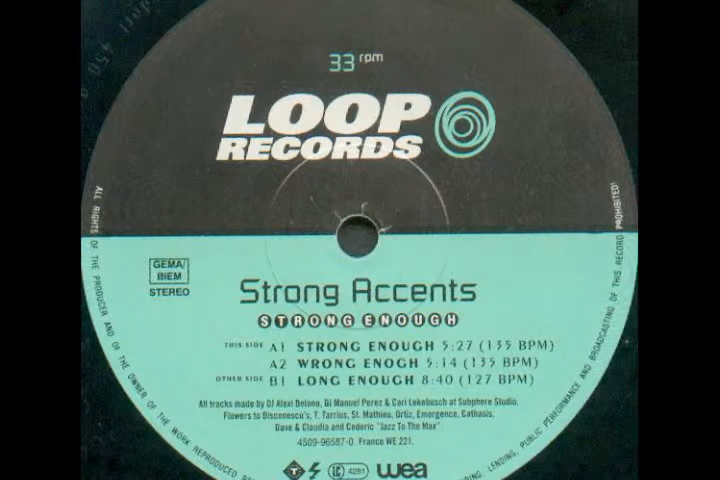 33 rpm
LOOP
RECORDS
GEMA/
BIEM
STEREO
Strong Accents
STRONG ENOUGH
THIS SIDE A1 STRONG ENOUGH 5:27 (135 BPM)
A2 WRONG ENOGH 5:14 (135 BPM)
OTHER SIDE B1 LONG ENOUGH 8:40 (127 BPM)
All tracks made by DJ Alexi Delano, DJ Manuel Perez & Cari Lekebusch at Subphere Studio.
Flowers to Disconescu's, T. Tarrius, St. Mathieu, Ortiz, Emergence, Cathasis,
Dave & Claudia and Cederic "Jazz To The Max".
4509-96587-0. France WE 221.
LC 4281 wea
ALL RIGHTS OF THE PRODUCER AND OF THE OWNER OF THE WORK REPRODUCED RE
LENDING, PUBLIC PERFORMANCE AND BROADCASTING OF THIS RECORD PROHIBITED!